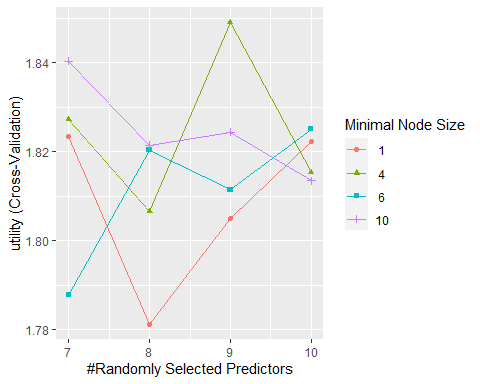 1.84
1.82
1.80
1.78
utility (Cross-Validation)
7 8 9 10
#Randomly Selected Predictors
Minimal Node Size
1
4
6
10